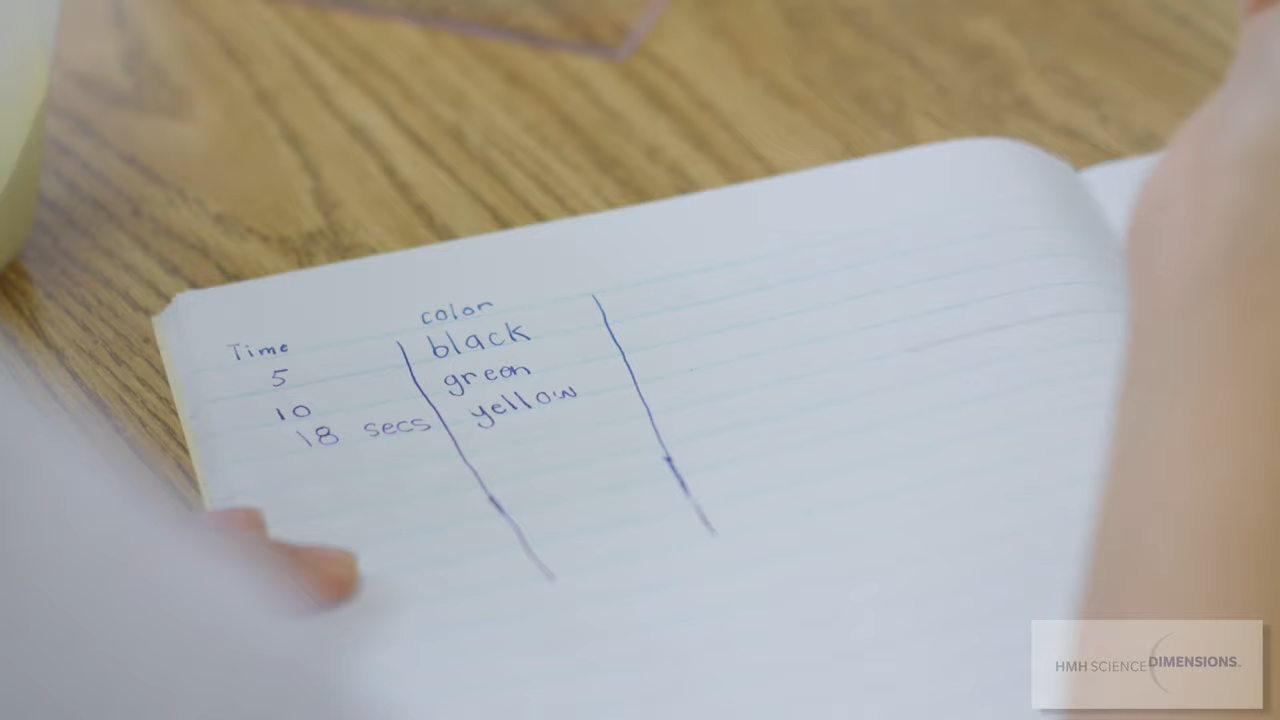 Time color
5 black
10 green
18 secs yellow
HMH SCIENCE DIMENSIONS